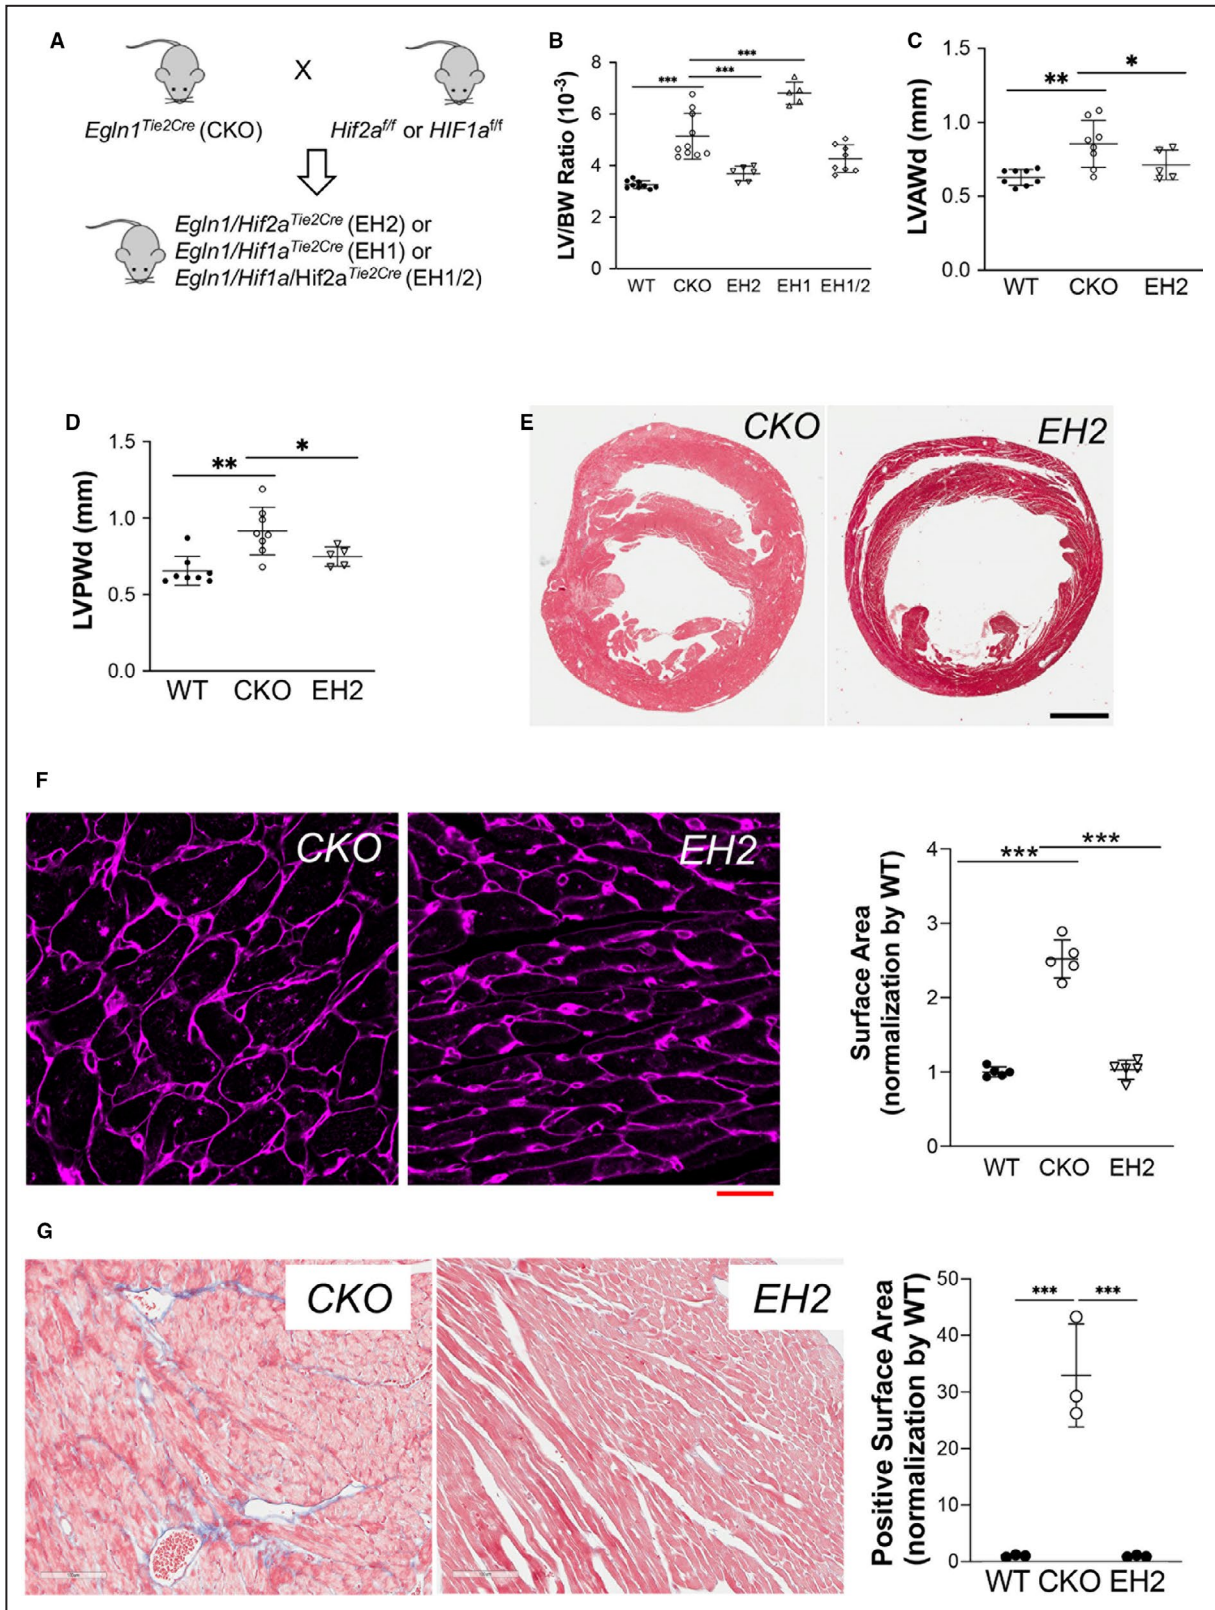 A
X
Egln1Tie2Cre (CKO)
Hif2af/f or HIF1af/f
Egln1/Hif2aTie2Cre (EH2) or
Egln1/Hif1aTie2Cre (EH1) or
Egln1/Hif1a/Hif2aTie2Cre (EH1/2)
B
LV/BW Ratio (10-3)
8
6
4
2
0
***
***
***
WT CKO EH2 EH1 EH1/2
C
LVAWd (mm)
1.5
1.0
0.5
0.0
**
*
WT CKO EH2
D
LVPWd (mm)
1.5
1.0
0.5
0.0
**
*
WT CKO EH2
E
CKO
EH2
F
CKO
EH2
Surface Area
(normalization by WT)
4
3
2
1
0
***
***
WT CKO EH2
G
CKO
EH2
Positive Surface Area
(normalization by WT)
50
40
30
20
10
0
***
***
WT CKO EH2